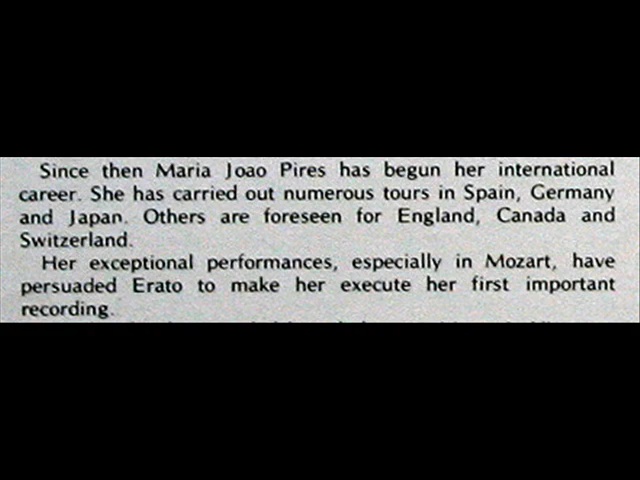 Since then Maria Joao Pires has begun her international
career. She has carried out numerous tours in Spain, Germany
and Japan. Others are foreseen for England, Canada and
Switzerland.
Her exceptional performances, especially in Mozart, have
persuaded Erato to make her execute her first important
recording.